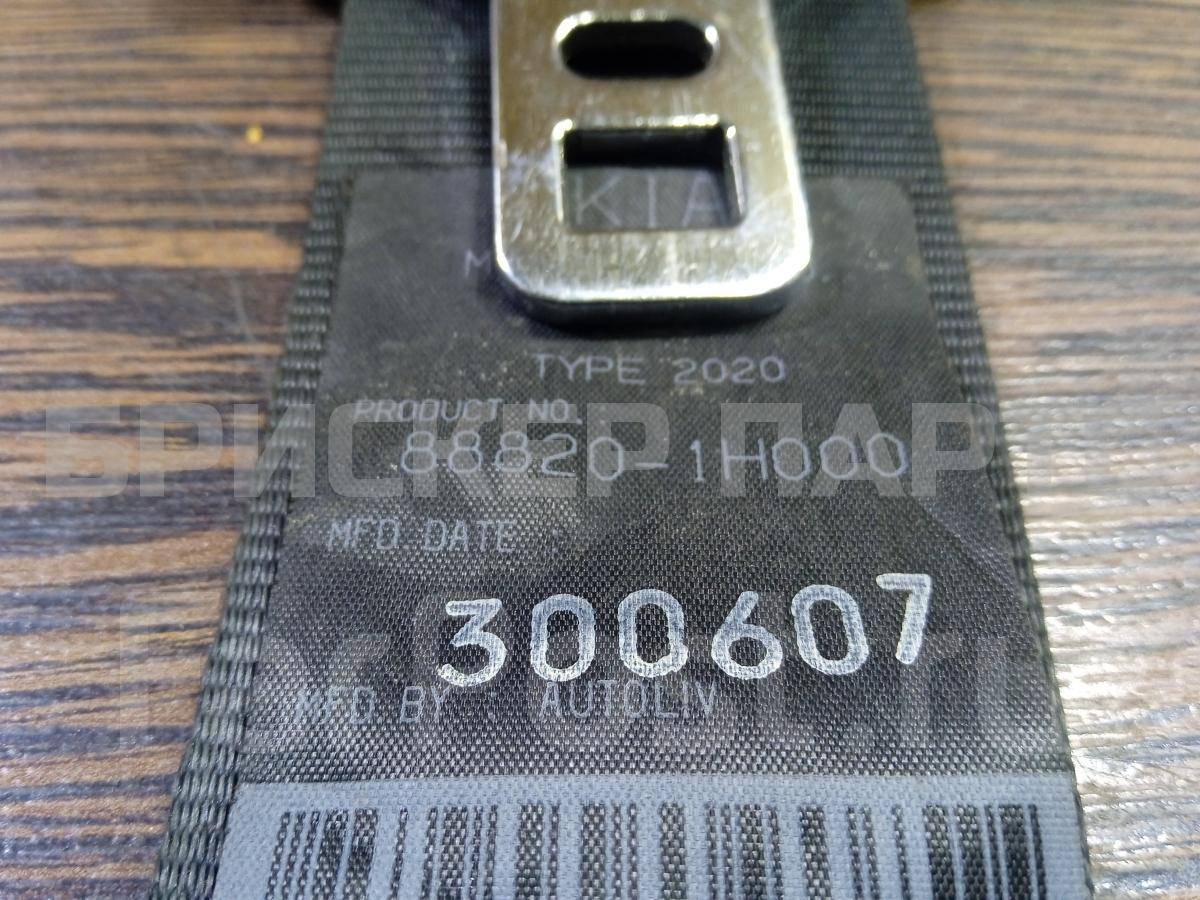 KIA
TYPE 2020
PRODUCT NO. :
88820-1H000
БРИСКЕР ПАР
MFD DATE :
300607
MFD BY : AUTOLIV